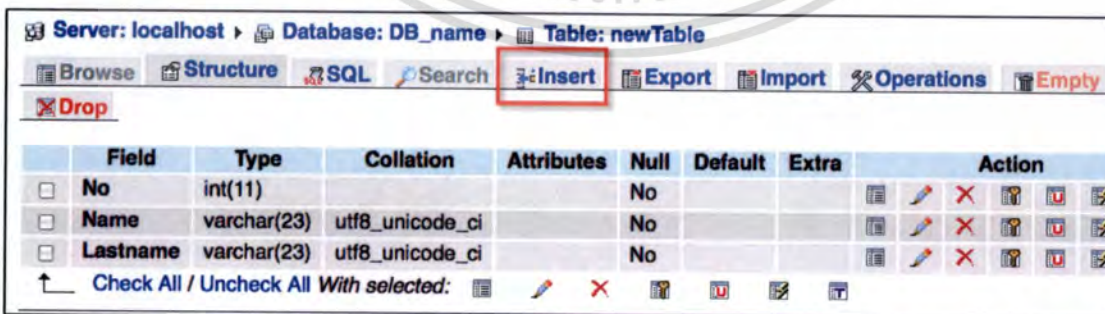 Server: localhost ▸ Database: DB_name ▸ Table: newTable
Browse Structure SQL Search Insert Export Import Operations Empty
Drop
Field Type Collation Attributes Null Default Extra Action
No int(11) No
Name varchar(23) utf8_unicode_ci No
Lastname varchar(23) utf8_unicode_ci No
Check All / Uncheck All With selected: